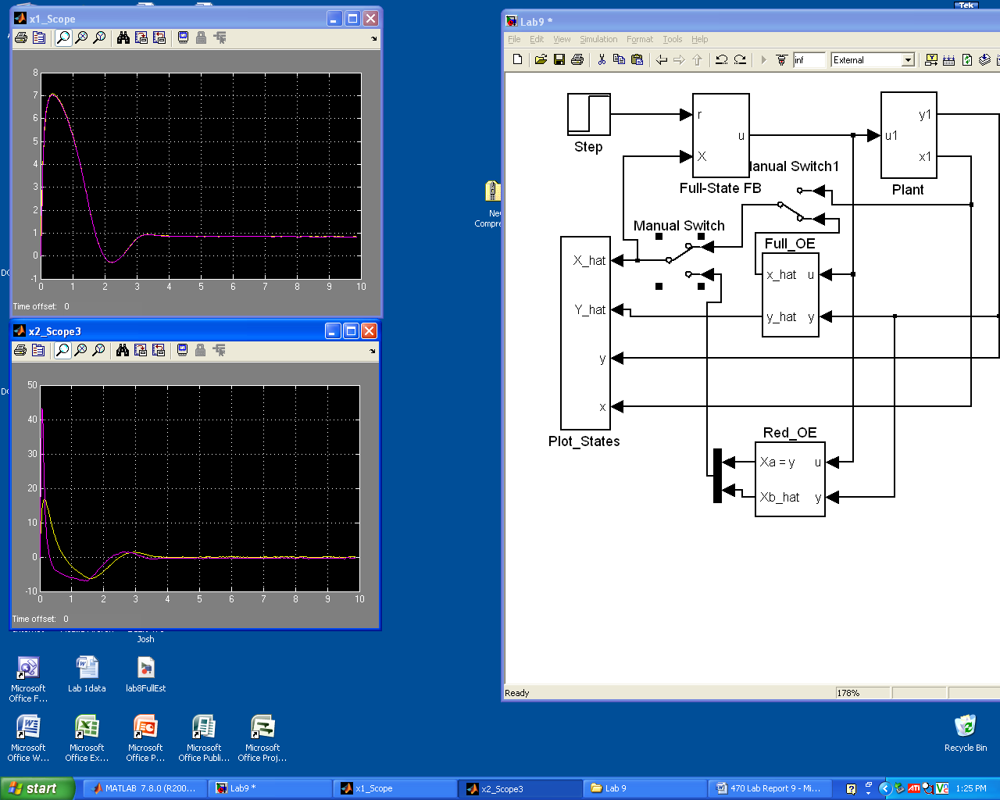 Tek
x1_Scope
8
7
6
5
4
3
2
1
0
-1
0 1 2 3 4 5 6 7 8 9 10
Time offset: 0
x2_Scope3
50
40
30
20
10
0
-10
0 1 2 3 4 5 6 7 8 9 10
Time offset: 0
Lab9 *
File Edit View Simulation Format Tools Help
inf External
Step
r
X
u
Full-State FB
u1
y1
x1
Plant
Manual Switch1
Manual Switch
X_hat
Y_hat
y
x
Plot_States
Full_OE
x_hat u
y_hat y
Red_OE
Xa = y u
Xb_hat y
Ready 178%
Josh
Microsoft
Office F...
Lab 1data
lab8FullEst
Microsoft
Office W...
Microsoft
Office Ex...
Microsoft
Office P...
Microsoft
Office Publi...
Microsoft
Office Proj...
Recycle Bin
start
MATLAB 7.8.0 (R200...
Lab9 *
x1_Scope
x2_Scope3
Lab 9
470 Lab Report 9 - Mi...
1:25 PM